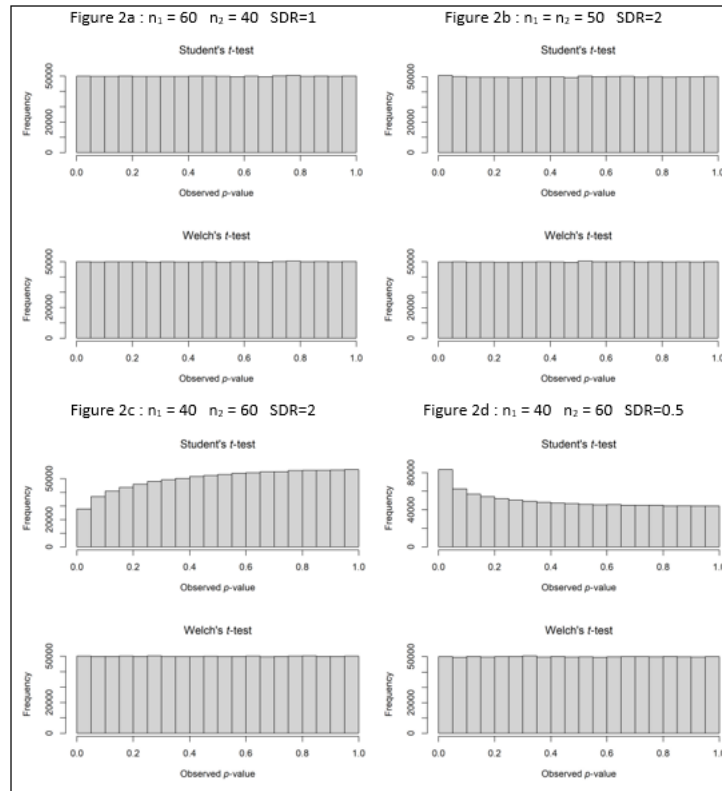 Figure 2a : n₁ = 60 n₂ = 40 SDR=1
Student's t-test
Frequency
0 20000 50000
0.0 0.2 0.4 0.6 0.8 1.0
Observed p-value
Welch's t-test
Frequency
0 20000 50000
0.0 0.2 0.4 0.6 0.8 1.0
Observed p-value
Figure 2b : n₁ = n₂ = 50 SDR=2
Student's t-test
Frequency
0 20000 50000
0.0 0.2 0.4 0.6 0.8 1.0
Observed p-value
Welch's t-test
Frequency
0 20000 50000
0.0 0.2 0.4 0.6 0.8 1.0
Observed p-value
Figure 2c : n₁ = 40 n₂ = 60 SDR=2
Student's t-test
Frequency
0 20000 50000
0.0 0.2 0.4 0.6 0.8 1.0
Observed p-value
Welch's t-test
Frequency
0 20000 50000
0.0 0.2 0.4 0.6 0.8 1.0
Observed p-value
Figure 2d : n₁ = 40 n₂ = 60 SDR=0.5
Student's t-test
Frequency
0 40000 80000
0.0 0.2 0.4 0.6 0.8 1.0
Observed p-value
Welch's t-test
Frequency
0 20000 50000
0.0 0.2 0.4 0.6 0.8 1.0
Observed p-value